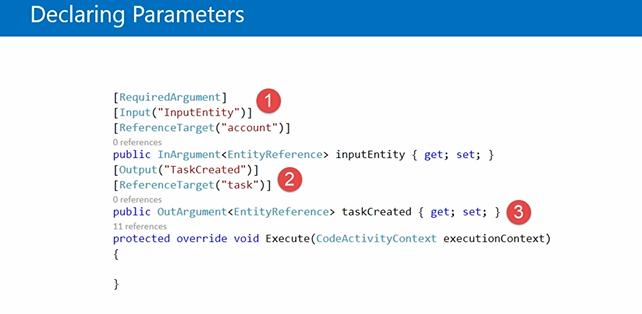 Declaring Parameters
[RequiredArgument]
1
[Input("InputEntity")]
[ReferenceTarget("account")]
0 references
public InArgument<EntityReference> inputEntity { get; set; }
[Output("TaskCreated")]
2
[ReferenceTarget("task")]
0 references
public OutArgument<EntityReference> taskCreated { get; set; }
3
11 references
protected override void Execute(CodeActivityContext executionContext)
{
}